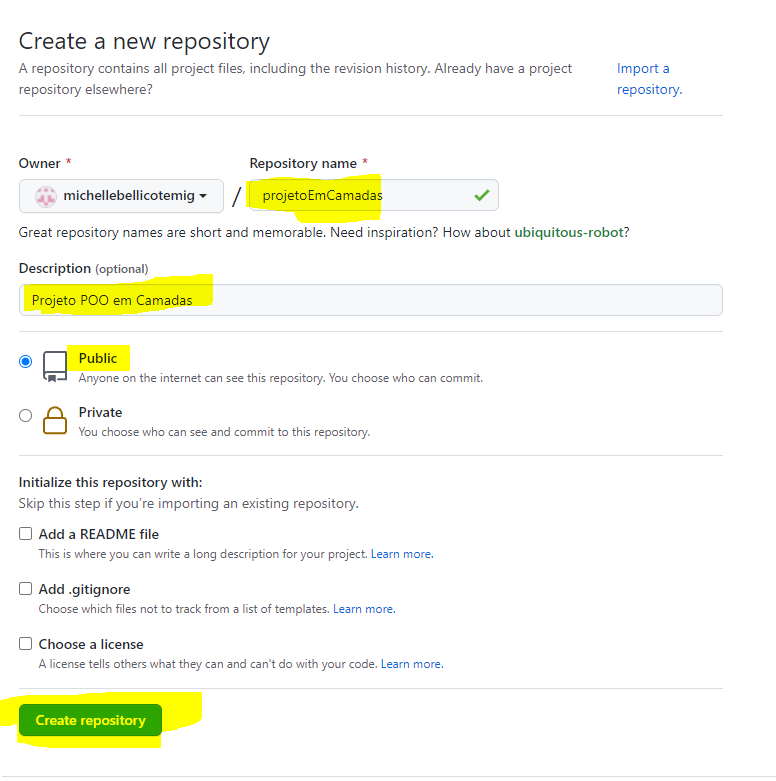 Create a new repository
A repository contains all project files, including the revision history. Already have a project
repository elsewhere?
Import a
repository.
Owner *
Repository name *
michellebellicotemig
/
projetoEmCamadas
Great repository names are short and memorable. Need inspiration? How about ubiquitous-robot?
Description (optional)
Projeto POO em Camadas
Public
Anyone on the internet can see this repository. You choose who can commit.
Private
You choose who can see and commit to this repository.
Initialize this repository with:
Skip this step if you're importing an existing repository.
Add a README file
This is where you can write a long description for your project. Learn more.
Add .gitignore
Choose which files not to track from a list of templates. Learn more.
Choose a license
A license tells others what they can and can't do with your code. Learn more.
Create repository